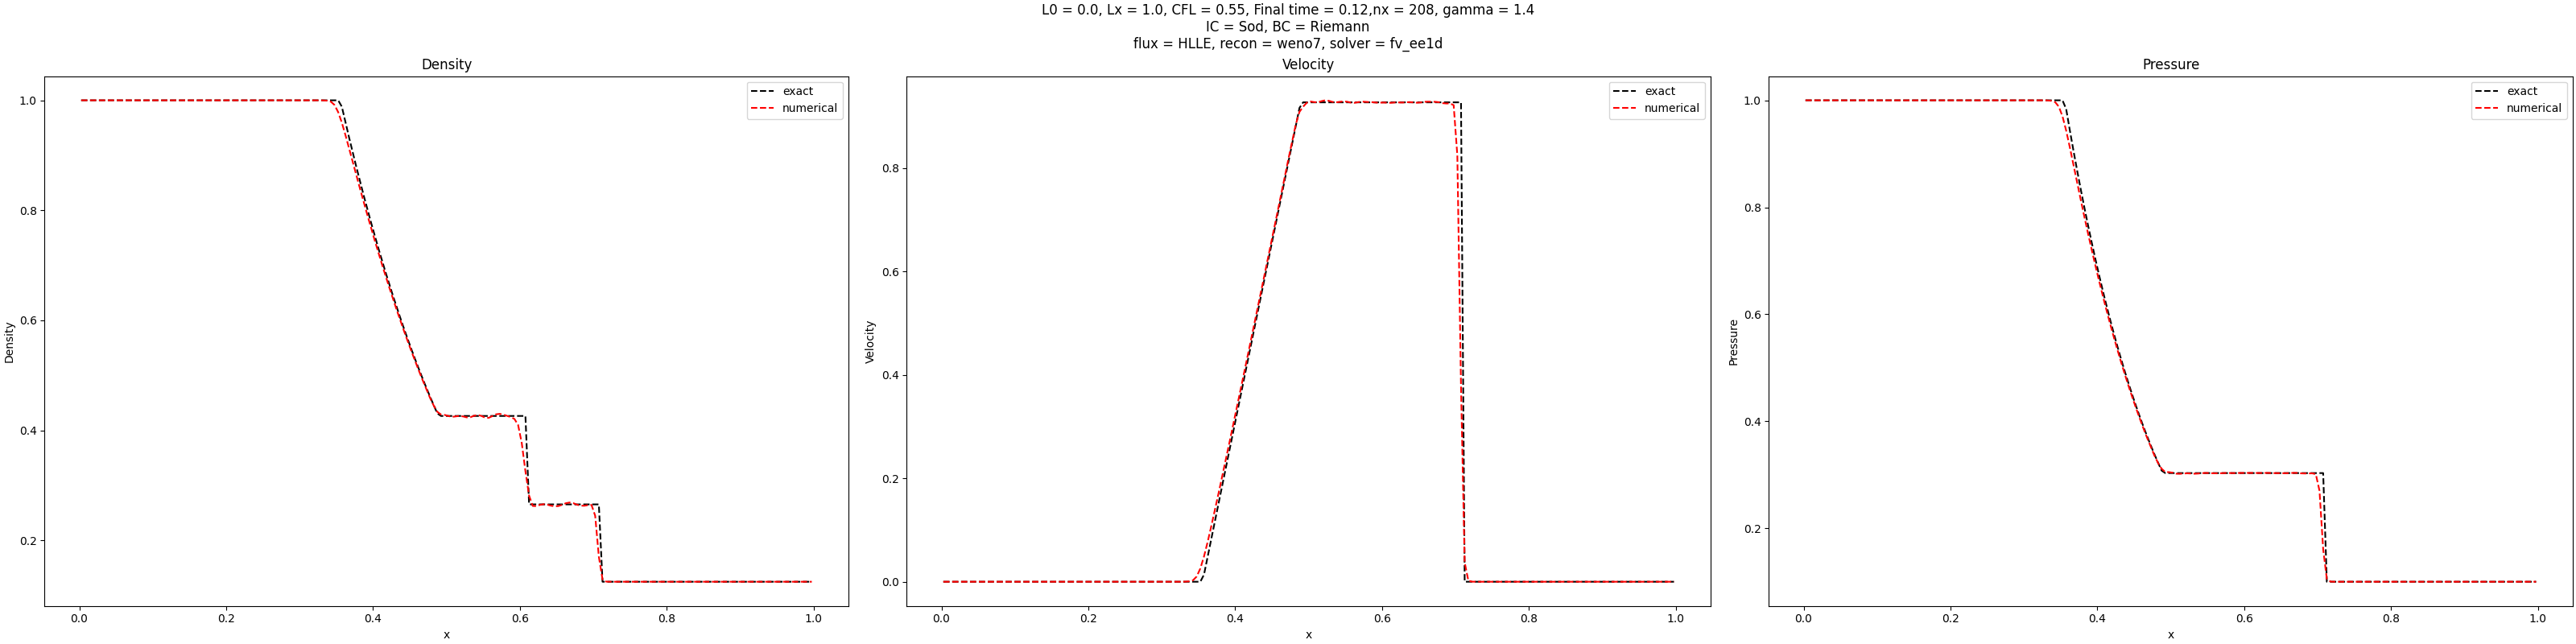 L0 = 0.0, Lx = 1.0, CFL = 0.55, Final time = 0.12,nx = 208, gamma = 1.4
IC = Sod, BC = Riemann
flux = HLLE, recon = weno7, solver = fv_ee1d
Density
exact
numerical
Density
1.0
0.8
0.6
0.4
0.2
0.0 0.2 0.4 0.6 0.8 1.0
x
Velocity
exact
numerical
Velocity
0.8
0.6
0.4
0.2
0.0
0.0 0.2 0.4 0.6 0.8 1.0
x
Pressure
exact
numerical
Pressure
1.0
0.8
0.6
0.4
0.2
0.0 0.2 0.4 0.6 0.8 1.0
x